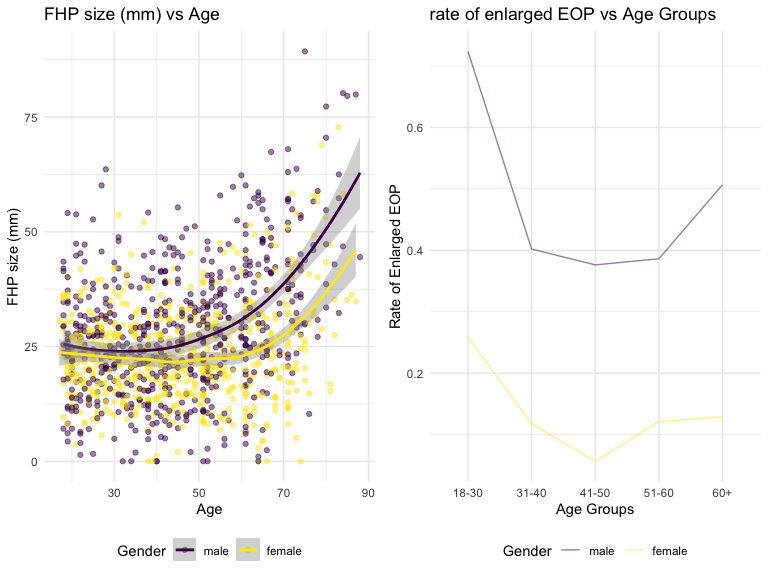 FHP size (mm) vs Age
FHP size (mm)
75
50
25
0
30 50 70 90
Age
Gender male female
rate of enlarged EOP vs Age Groups
Rate of Enlarged EOP
0.6
0.4
0.2
18-30 31-40 41-50 51-60 60+
Age Groups
Gender male female